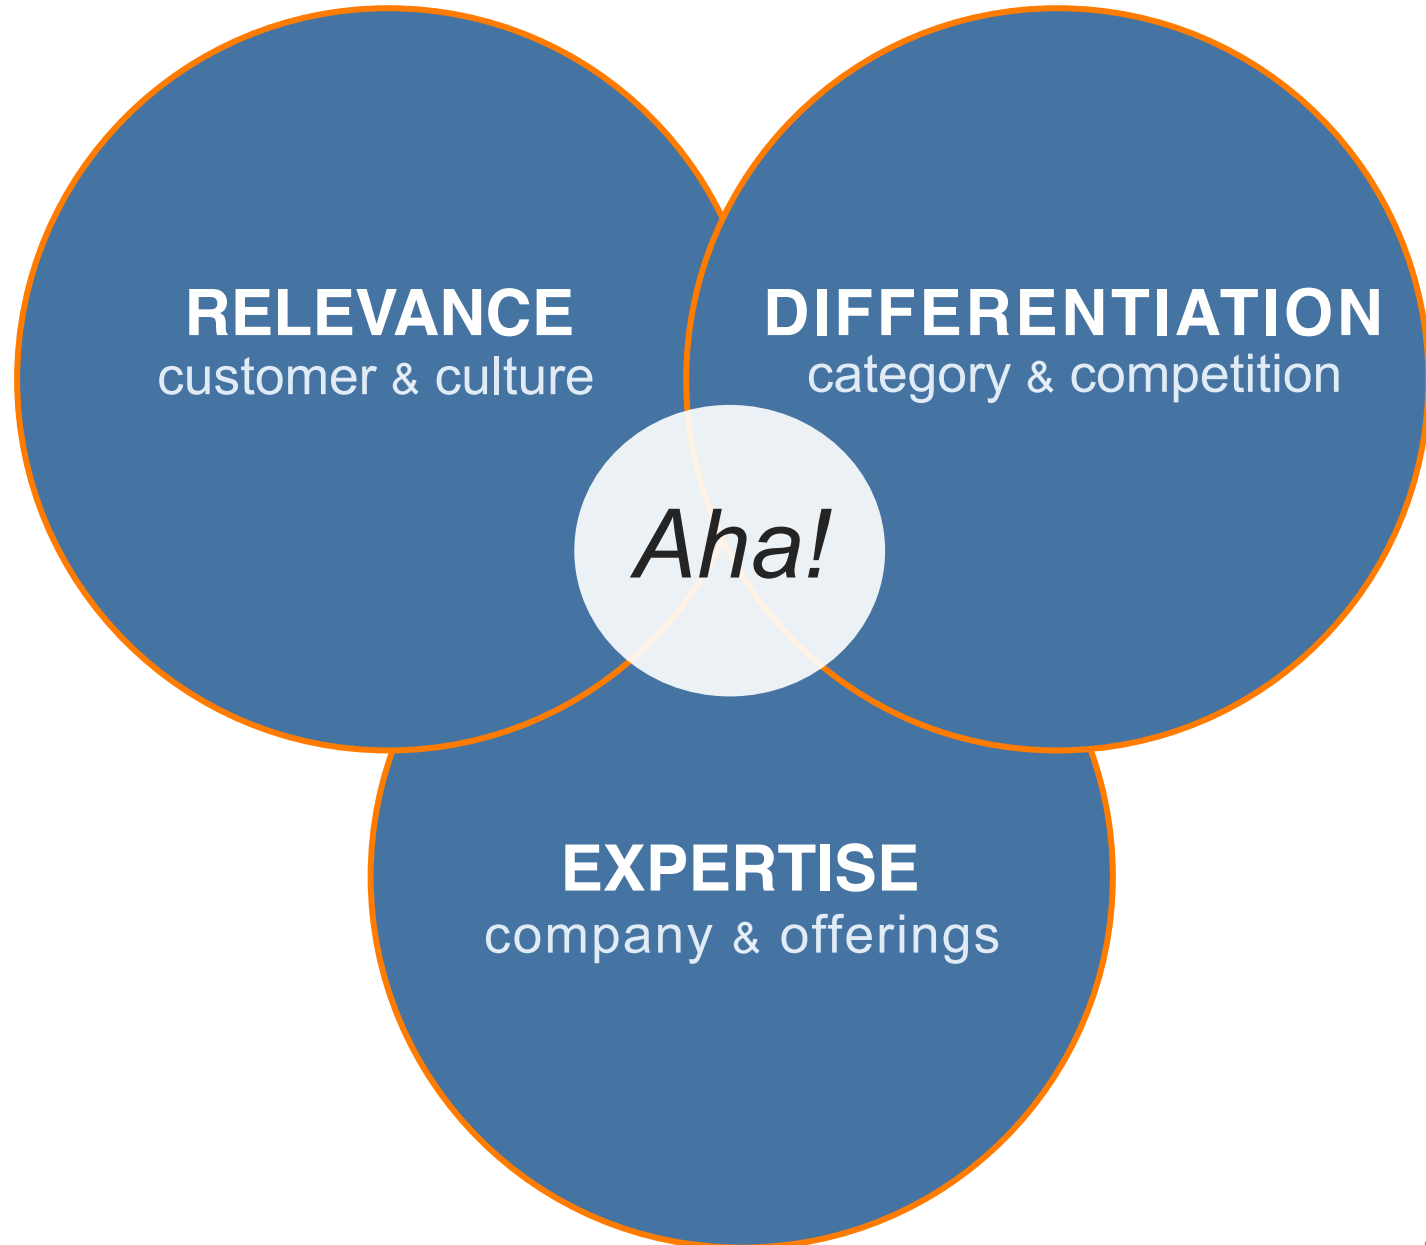 RELEVANCE
customer & culture
DIFFERENTIATION
category & competition
Aha!
EXPERTISE
company & offerings